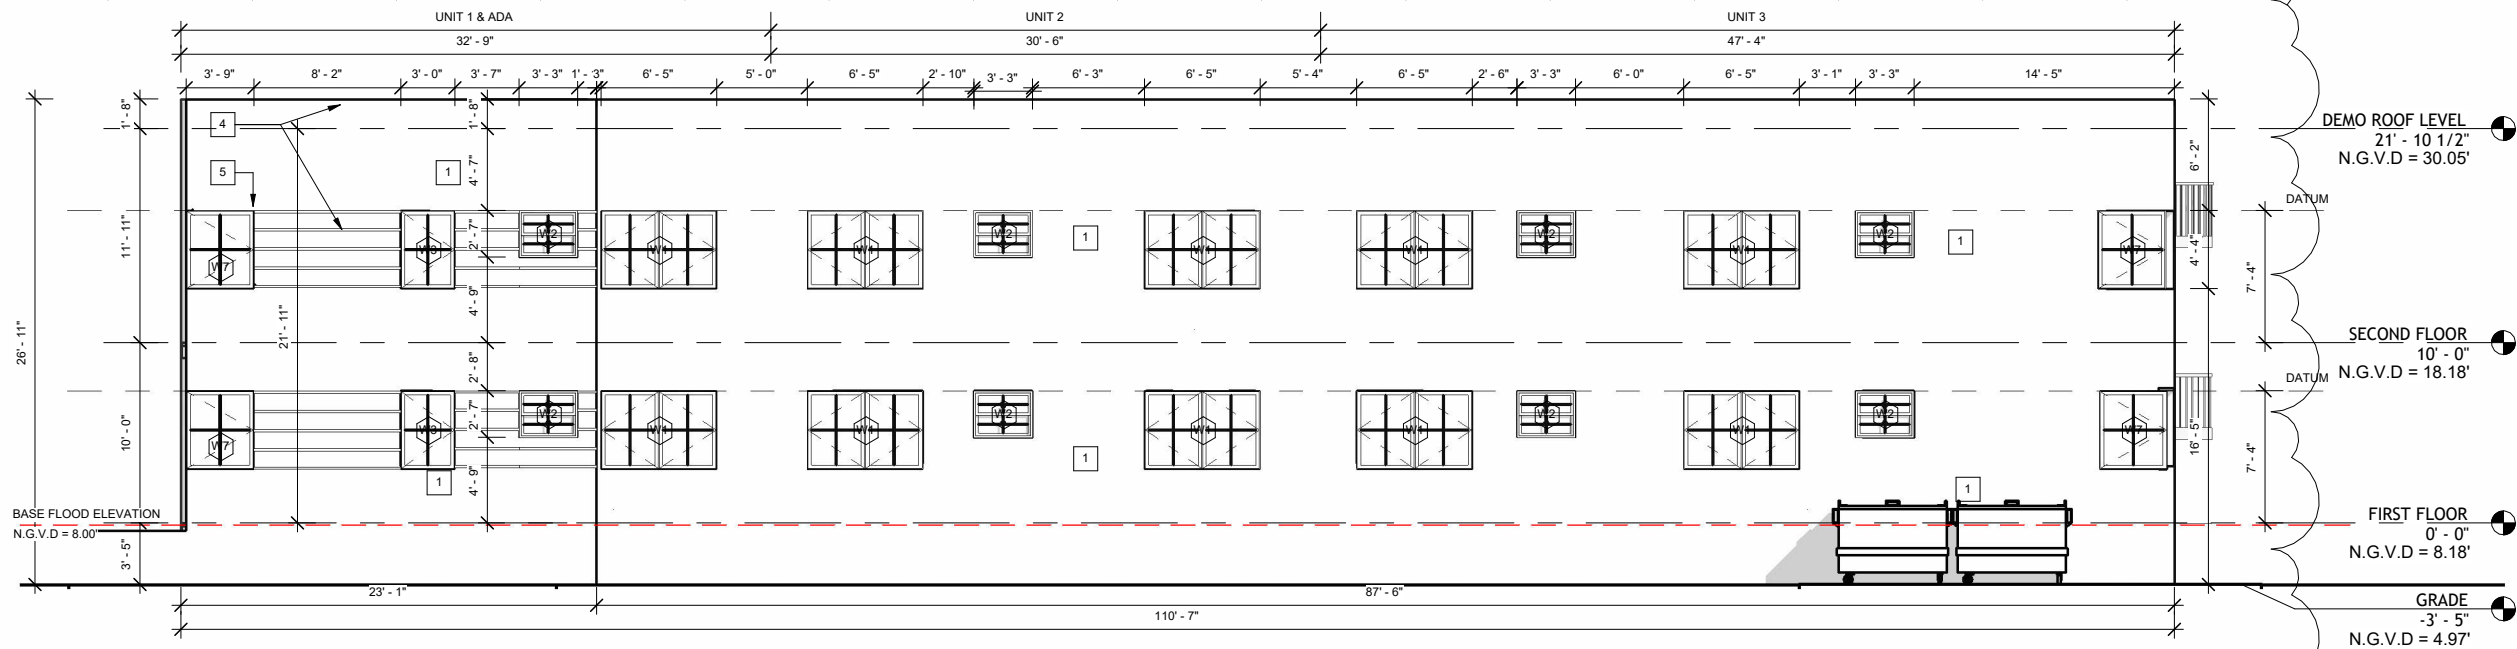 UNIT 1 & ADA
UNIT 2
UNIT 3
32' - 9"
30' - 6"
47' - 4"
3' - 9"
8' - 2"
3' - 0"
3' - 7"
3' - 3"
1' - 3"
6' - 5"
5' - 0"
6' - 5"
2' - 10"
3' - 3"
6' - 3"
6' - 5"
5' - 4"
6' - 5"
2' - 6"
3' - 3"
6' - 0"
6' - 5"
3' - 1"
3' - 3"
14' - 5"
1' - 8"
1' - 8"
4
DEMO ROOF LEVEL
21' - 10 1/2"
N.G.V.D = 30.05'
5
1
4' - 7"
6' - 2"
DATUM
11' - 11"
W7
W3
2' - 7"
W2
W1
W1
W2
1
W1
W1
W2
W1
W2
1
W7
4' - 4"
7' - 4"
4' - 9"
26' - 11"
21' - 11"
SECOND FLOOR
10' - 0"
N.G.V.D = 18.18'
2' - 8"
DATUM
10' - 0"
W7
W3
2' - 7"
W2
W1
W1
W2
W1
W1
W2
W1
W2
W7
16' - 5"
7' - 4"
1
4' - 9"
1
1
BASE FLOOD ELEVATION
N.G.V.D = 8.00'
FIRST FLOOR
0' - 0"
N.G.V.D = 8.18'
3' - 5"
23' - 1"
87' - 6"
110' - 7"
GRADE
-3' - 5"
N.G.V.D = 4.97'